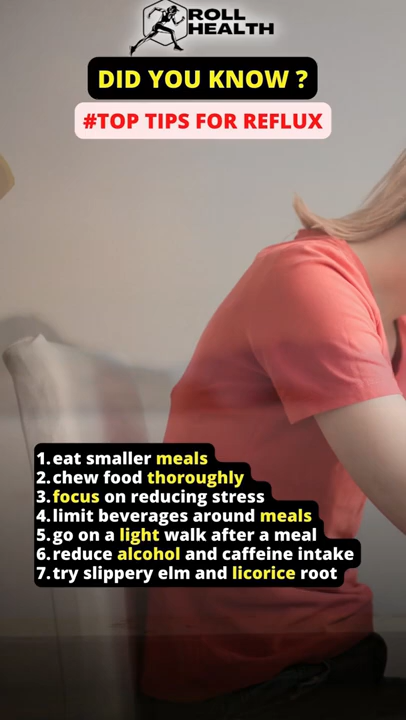 ROLL
HEALTH
DID YOU KNOW ?
#TOP TIPS FOR REFLUX
1.eat smaller meals
2.chew food thoroughly
3.focus on reducing stress
4.limit beverages around meals
5.go on a light walk after a meal
6.reduce alcohol and caffeine intake
7.try slippery elm and licorice root